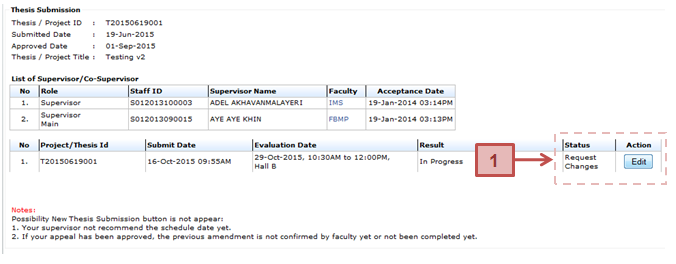 Thesis Submission
Thesis / Project ID : T20150619001
Submitted Date : 19-Jun-2015
Approved Date : 01-Sep-2015
Thesis / Project Title : Testing v2
List of Supervisor/Co-Supervisor
No Role Staff ID Supervisor Name Faculty Acceptance Date
1. Supervisor S012013100003 ADEL AKHAVANMALAYERI IMS 19-Jan-2014 03:14PM
2. Supervisor S012013090015 AYE AYE KHIN FBMP 19-Jan-2014 03:13PM
Main
No Project/Thesis Id Submit Date Evaluation Date Result Status Action
1. T20150619001 16-Oct-2015 09:55AM 29-Oct-2015, 10:30AM to 12:00PM, In Progress 1 Request Edit
Hall B Changes
Notes:
Possibility New Thesis Submission button is not appear:
1. Your supervisor not recommend the schedule date yet.
2. If your appeal has been approved, the previous amendment is not confirmed by faculty yet or not been completed yet.